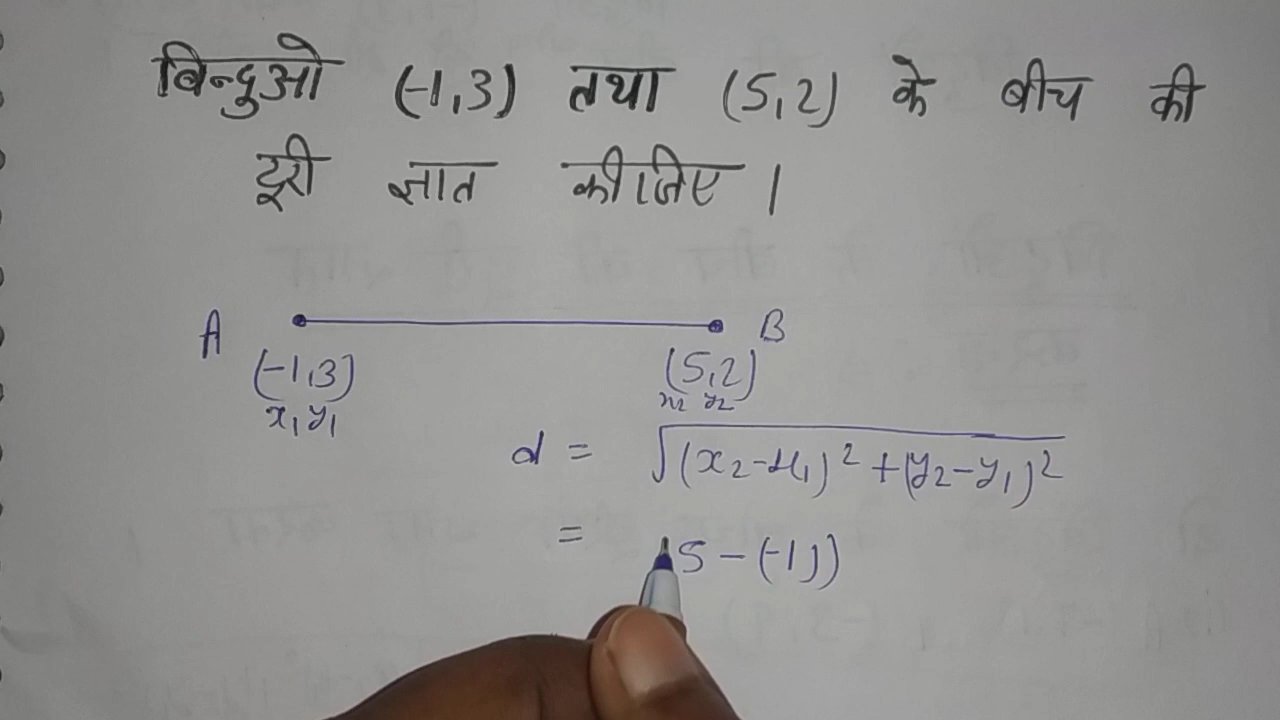 बिन्दुओ (-1,3) तथा (5,2) के बीच की
दूरी ज्ञात कीजिए ।
A B
(-1,3) (5,2)
x₁ y₁ x₂ y₂
d = √(x₂-x₁)² + (y₂-y₁)²
= 5 - (-1))